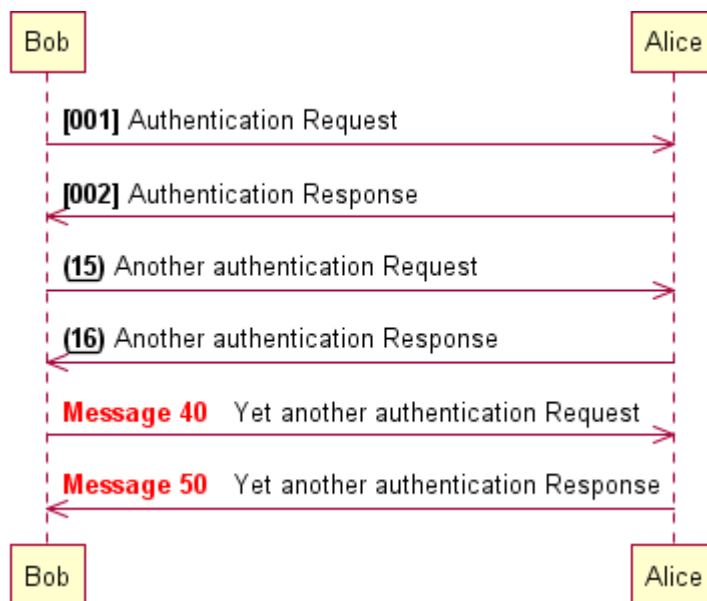 Bob Alice
[001] Authentication Request
[002] Authentication Response
(15) Another authentication Request
(16) Another authentication Response
Message 40 Yet another authentication Request
Message 50 Yet another authentication Response
Bob Alice